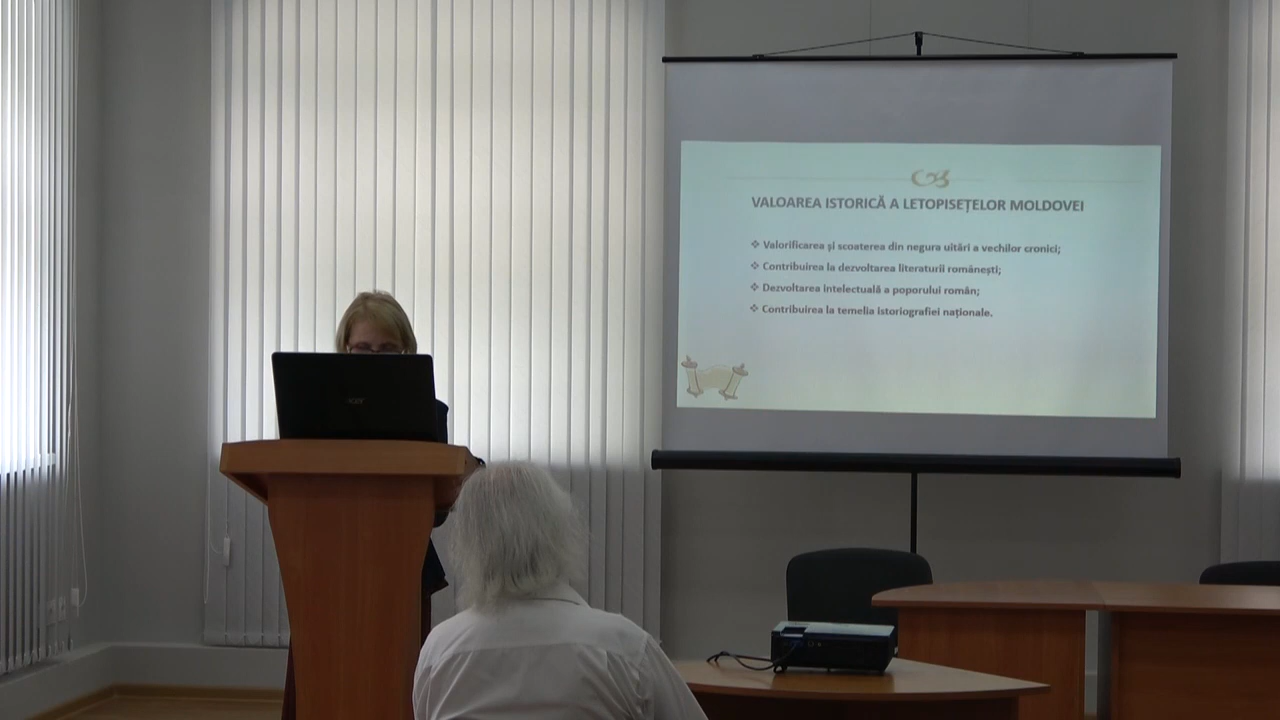 VALOAREA ISTORICĂ A LETOPISEȚELOR MOLDOVEI
❖ Valorificarea și scoaterea din negura uitări a vechilor cronici;
❖ Contribuirea la dezvoltarea literaturii românești;
❖ Dezvoltarea intelectuală a poporului român;
❖ Contribuirea la temelia istoriografiei naționale.
acer